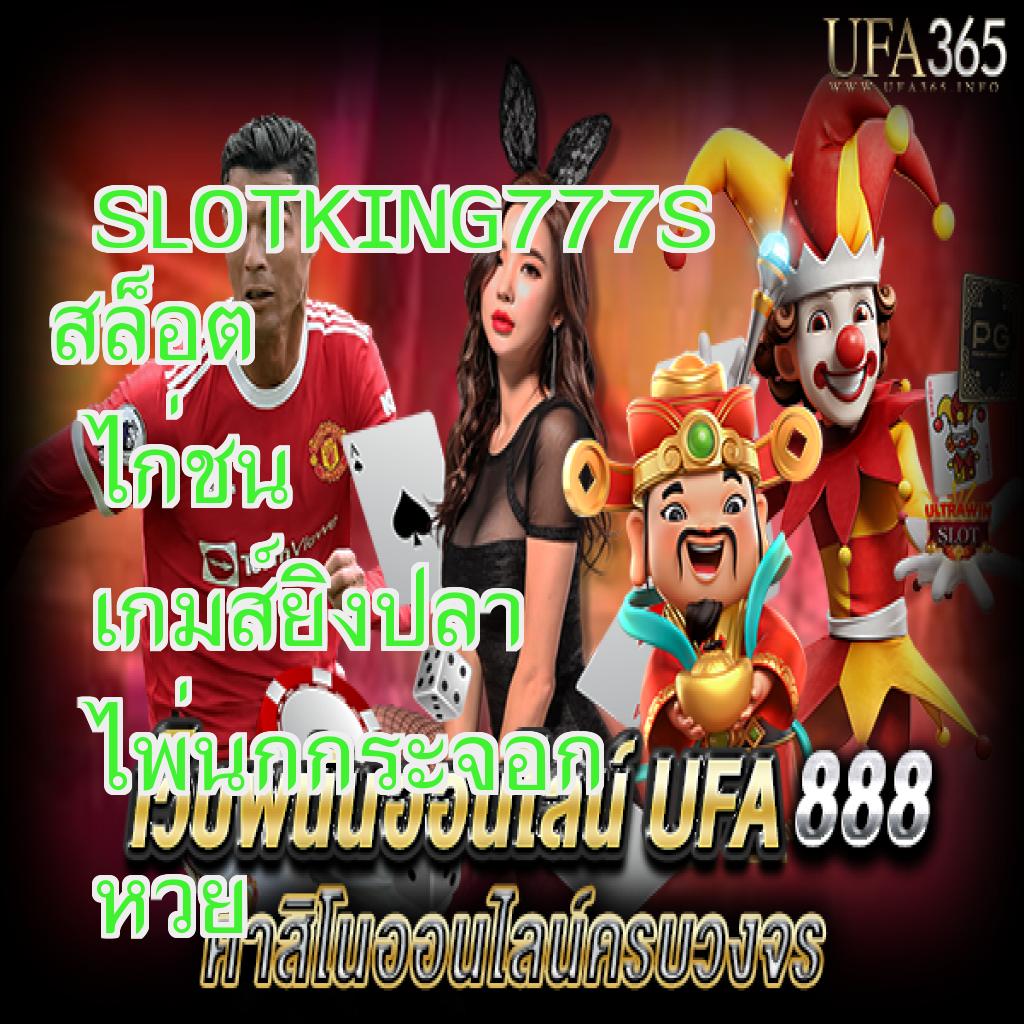 UFA365
WWW.UFA365.INFO
SLOTKING777S
สล็อต
ไก่ชน
PG
A
เกมส์ยิงปลา
ULTRAWIN
SLOT
ไพ่นกกระจอก
เว็บพนันออนไลน์ UFA 888
หวย
คาสิโนออนไลน์ครบวงจร